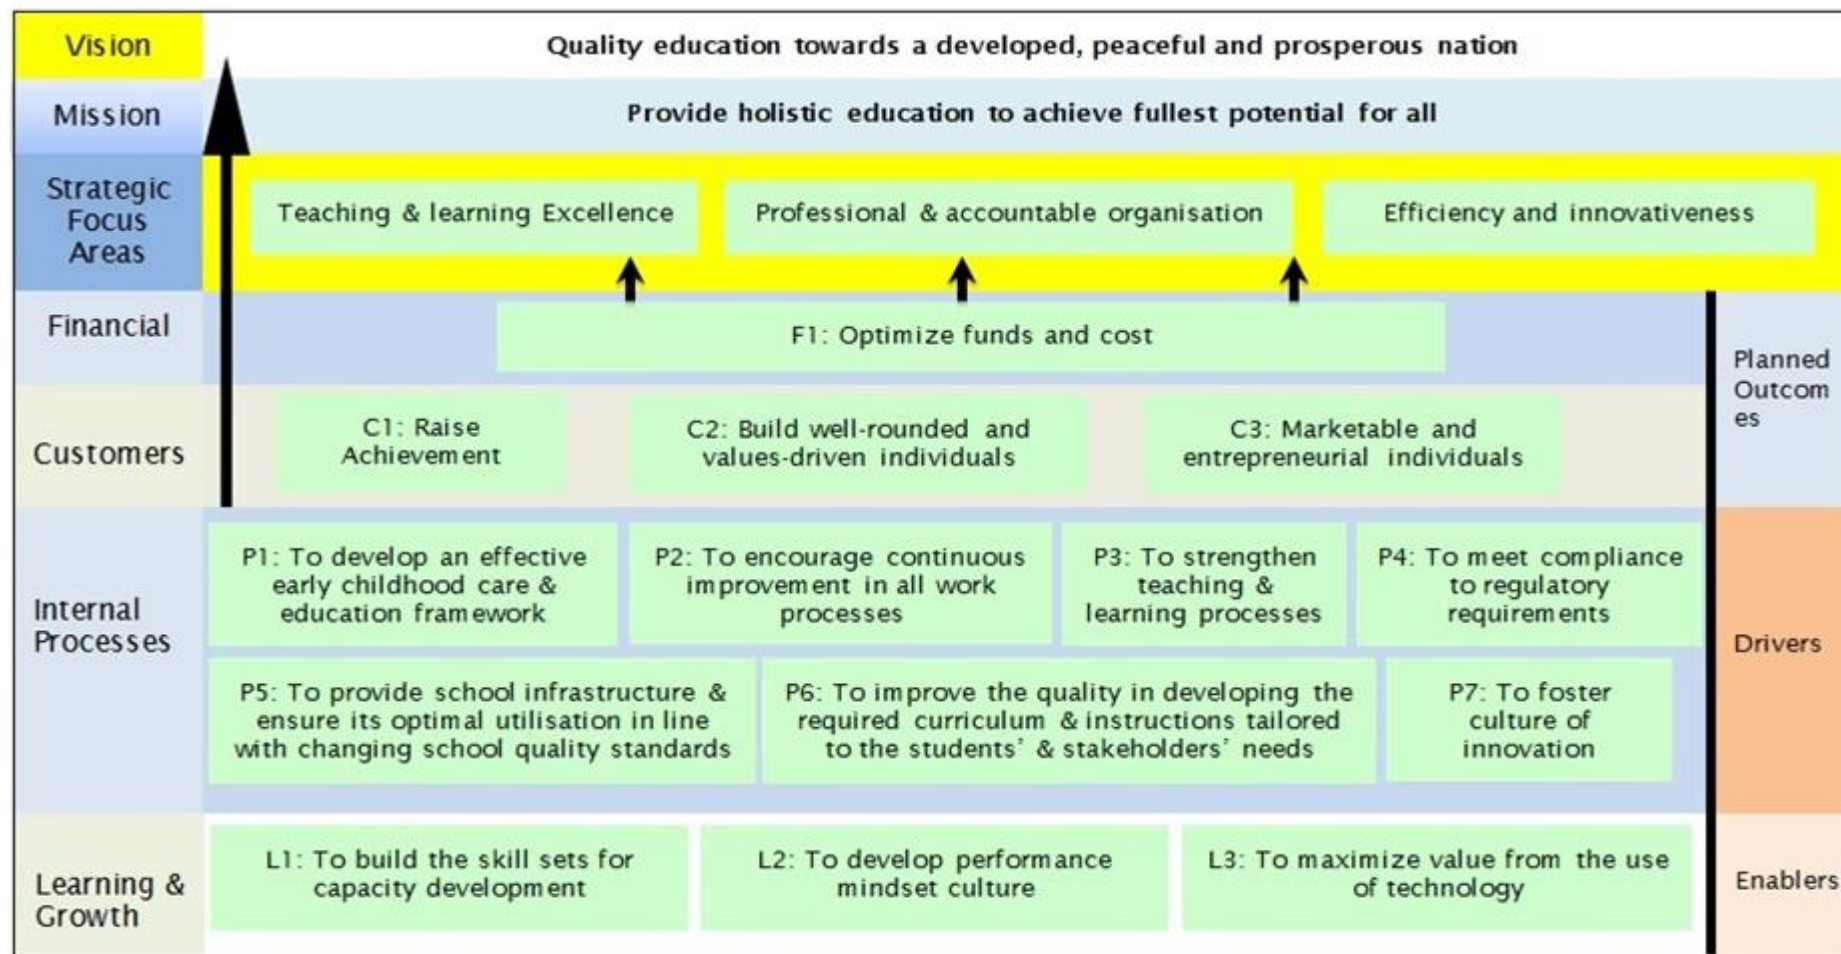 Vision
Quality education towards a developed, peaceful and prosperous nation
Mission
Provide holistic education to achieve fullest potential for all
Strategic
Focus
Areas
Teaching & learning Excellence
Professional & accountable organisation
Efficiency and innovativeness
Financial
F1: Optimize funds and cost
Planned
Outcom
es
Customers
C1: Raise
Achievement
C2: Build well-rounded and
values-driven individuals
C3: Marketable and
entrepreneurial individuals
Internal
Processes
P1: To develop an effective
early childhood care &
education framework
P2: To encourage continuous
improvement in all work
processes
P3: To strengthen
teaching &
learning processes
P4: To meet compliance
to regulatory
requirements
Drivers
P5: To provide school infrastructure &
ensure its optimal utilisation in line
with changing school quality standards
P6: To improve the quality in developing the
required curriculum & instructions tailored
to the students’ & stakeholders’ needs
P7: To foster
culture of
innovation
Learning &
Growth
L1: To build the skill sets for
capacity development
L2: To develop performance
mindset culture
L3: To maximize value from the use
of technology
Enablers